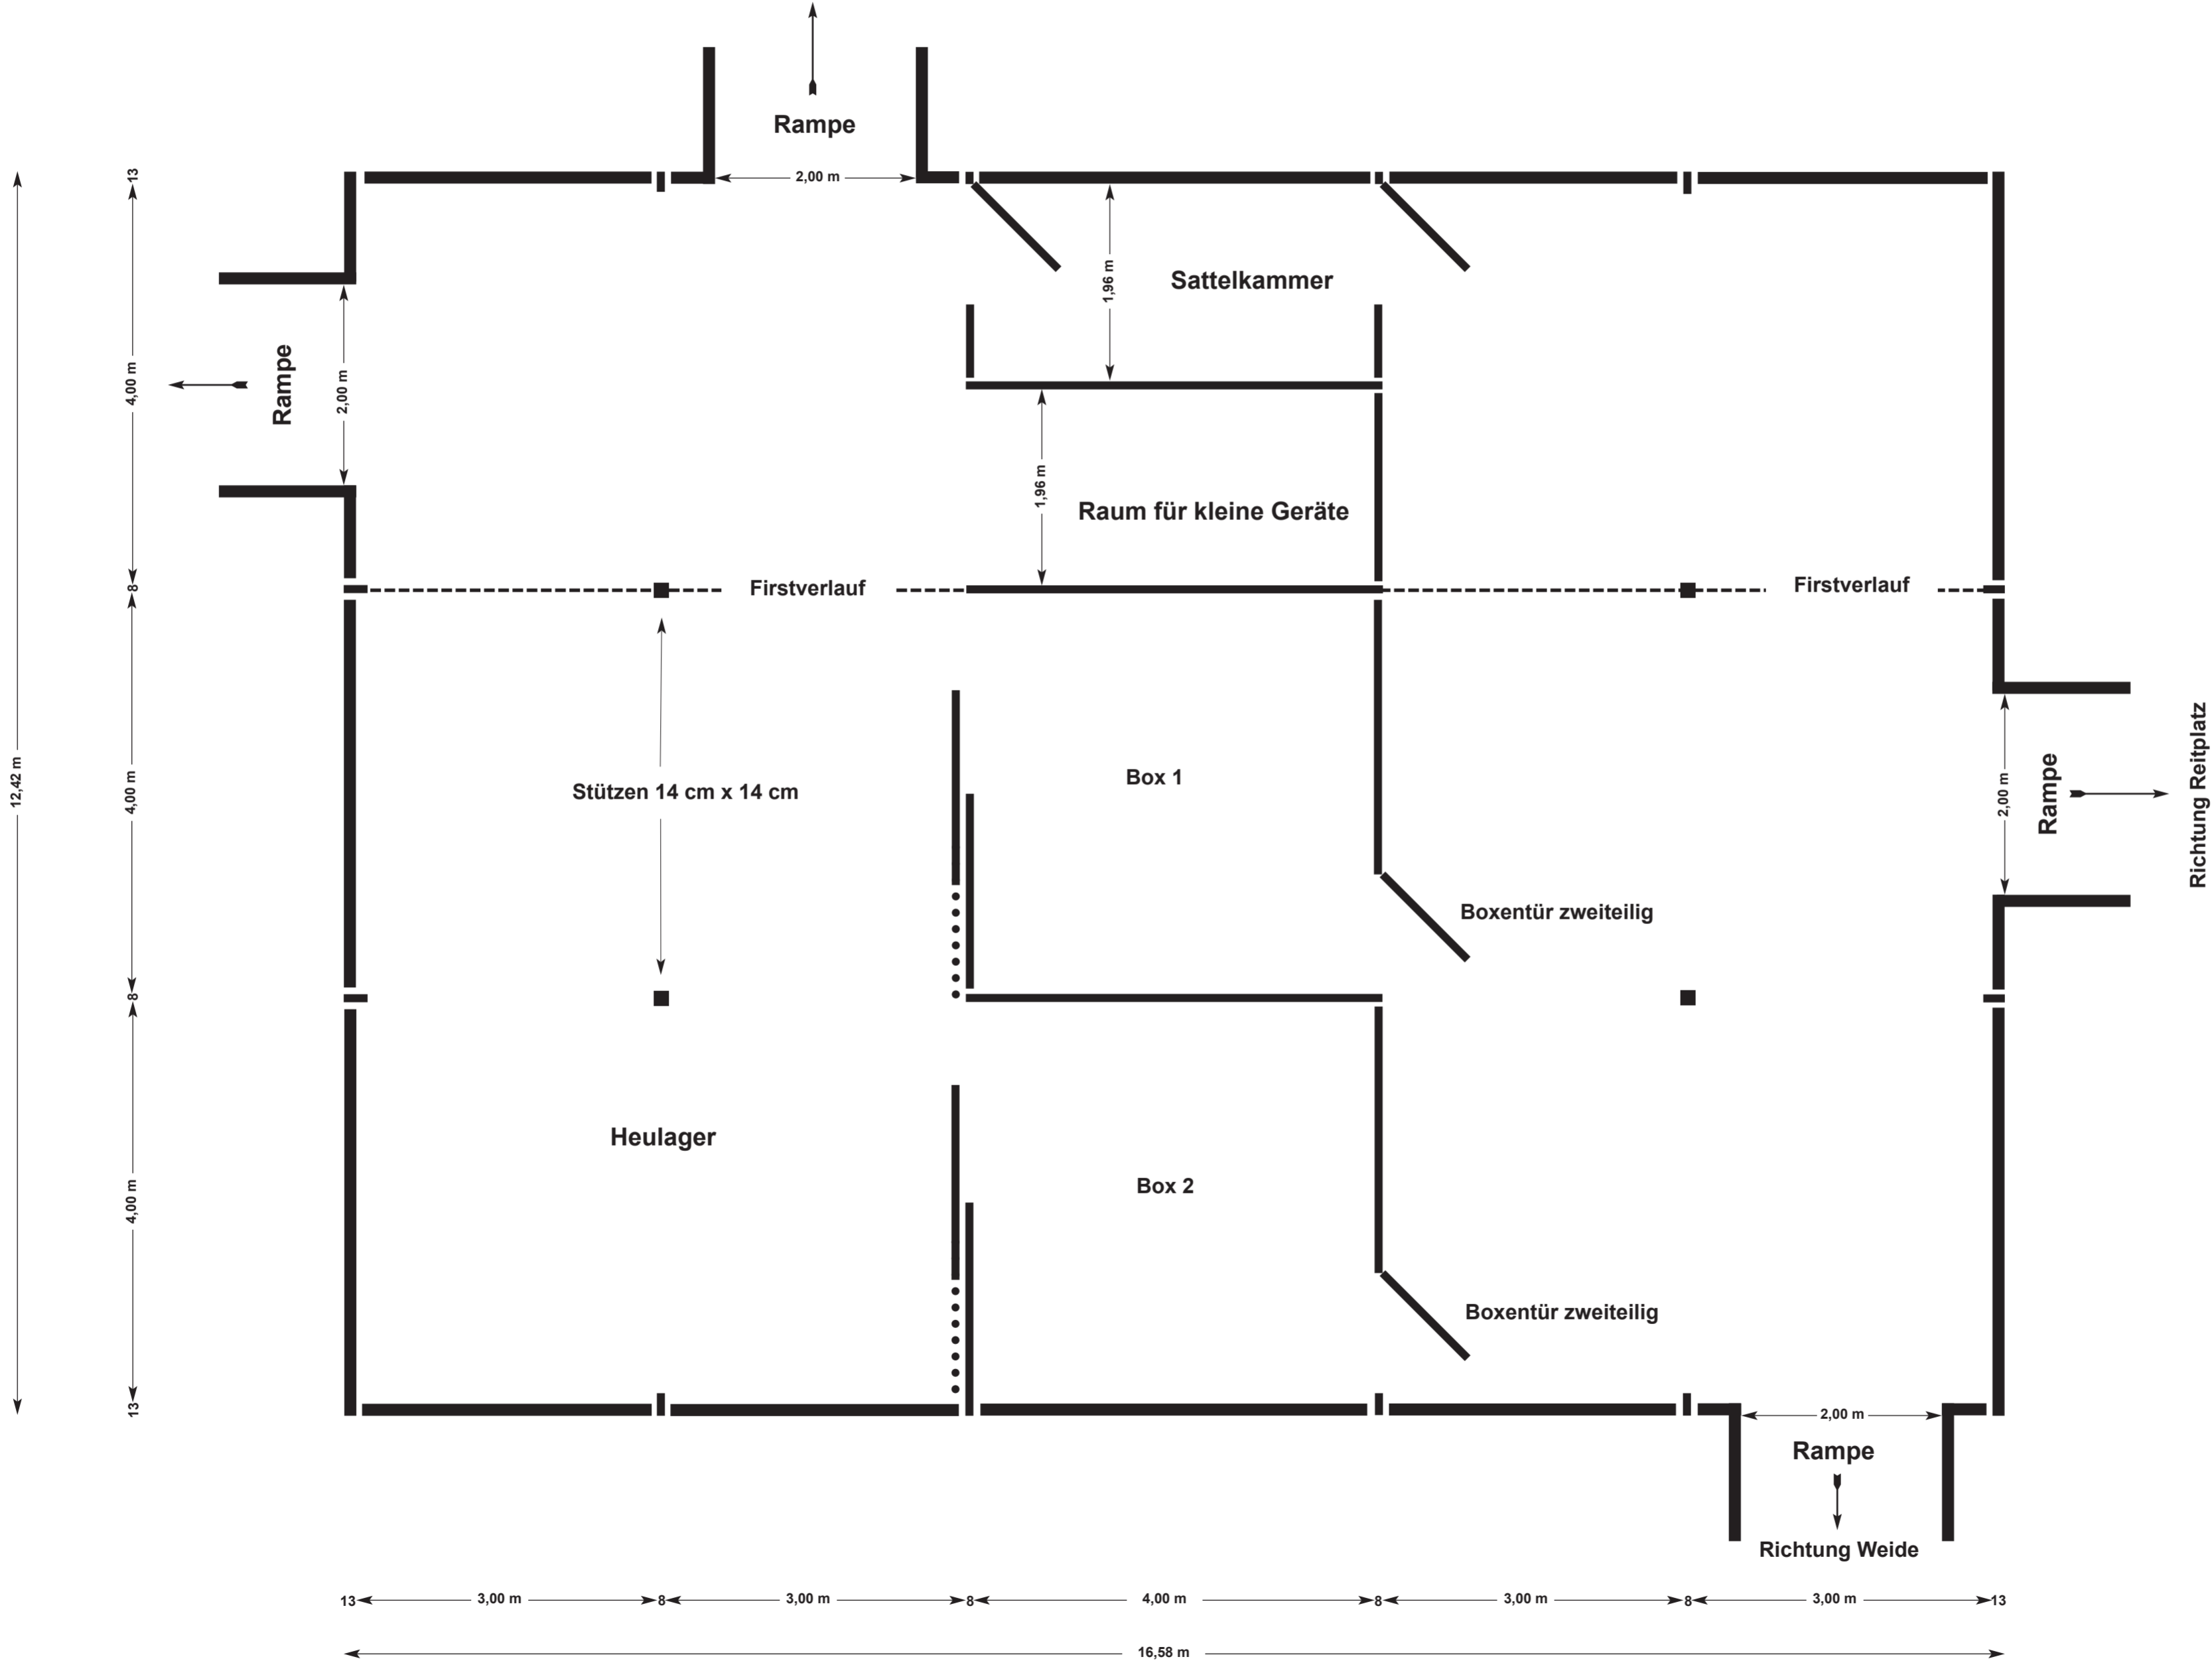 Rampe
13
2,00 m
Sattelkammer
1,96 m
Rampe
4,00 m
2,00 m
1,96 m
Raum für kleine Geräte
8
Firstverlauf
Firstverlauf
Richtung Reitplatz
Box 1
12,42 m
4,00 m
Stützen 14 cm x 14 cm
2,00 m
Rampe
Boxentür zweiteilig
8
Heulager
Box 2
4,00 m
Boxentür zweiteilig
13
2,00 m
Rampe
Richtung Weide
13 3,00 m 8 3,00 m 8 4,00 m 8 3,00 m 8 3,00 m 13
16,58 m